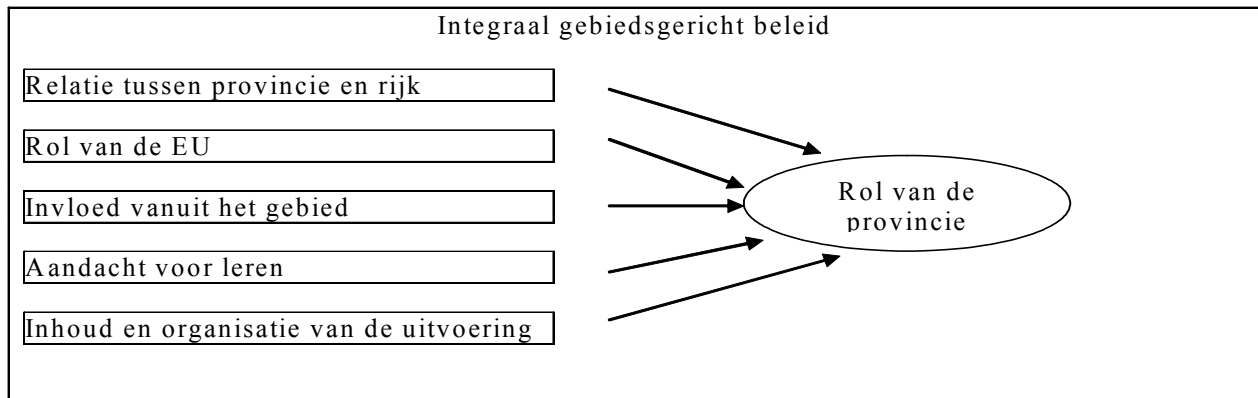 Integraal gebiedsgericht beleid
Relatie tussen provincie en rijk
Rol van de EU
Invloed vanuit het gebied
Aandacht voor leren
Inhoud en organisatie van de uitvoering
Rol van de
provincie